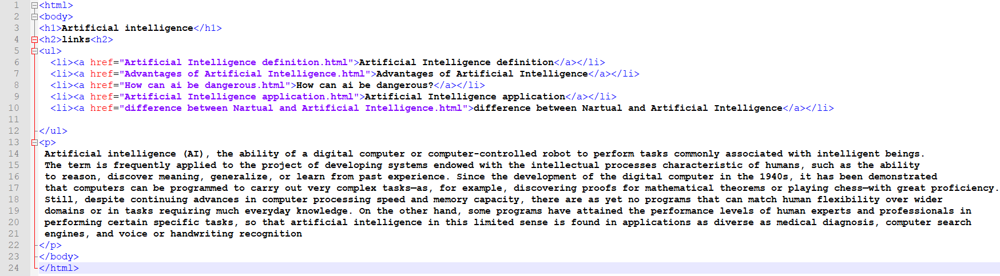 1 <html>
2 <body>
3 <h1>Artificial intelligence</h1>
4 <h2>links<h2>
5 <ul>
6 <li><a href="Artificial Intelligence definition.html">Artificial Intelligence definition</a></li>
7 <li><a href="Advantages of Artificial Intelligence.html">Advantages of Artificial Intelligence</a></li>
8 <li><a href="How can ai be dangerous.html">How can ai be dangerous?</a></li>
9 <li><a href="Artificial Intelligence application.html">Artificial Intelligence application</a></li>
10 <li><a href="difference between Nartual and Artificial Intelligence.html">difference between Nartual and Artificial Intelligence</a></li>
11
12 </ul>
13 <p>
14 Artificial intelligence (AI), the ability of a digital computer or computer-controlled robot to perform tasks commonly associated with intelligent beings.
15 The term is frequently applied to the project of developing systems endowed with the intellectual processes characteristic of humans, such as the ability
16 to reason, discover meaning, generalize, or learn from past experience. Since the development of the digital computer in the 1940s, it has been demonstrated
17 that computers can be programmed to carry out very complex tasks—as, for example, discovering proofs for mathematical theorems or playing chess—with great proficiency.
18 Still, despite continuing advances in computer processing speed and memory capacity, there are as yet no programs that can match human flexibility over wider
19 domains or in tasks requiring much everyday knowledge. On the other hand, some programs have attained the performance levels of human experts and professionals in
20 performing certain specific tasks, so that artificial intelligence in this limited sense is found in applications as diverse as medical diagnosis, computer search
21 engines, and voice or handwriting recognition
22 </p>
23 </body>
24 </html>